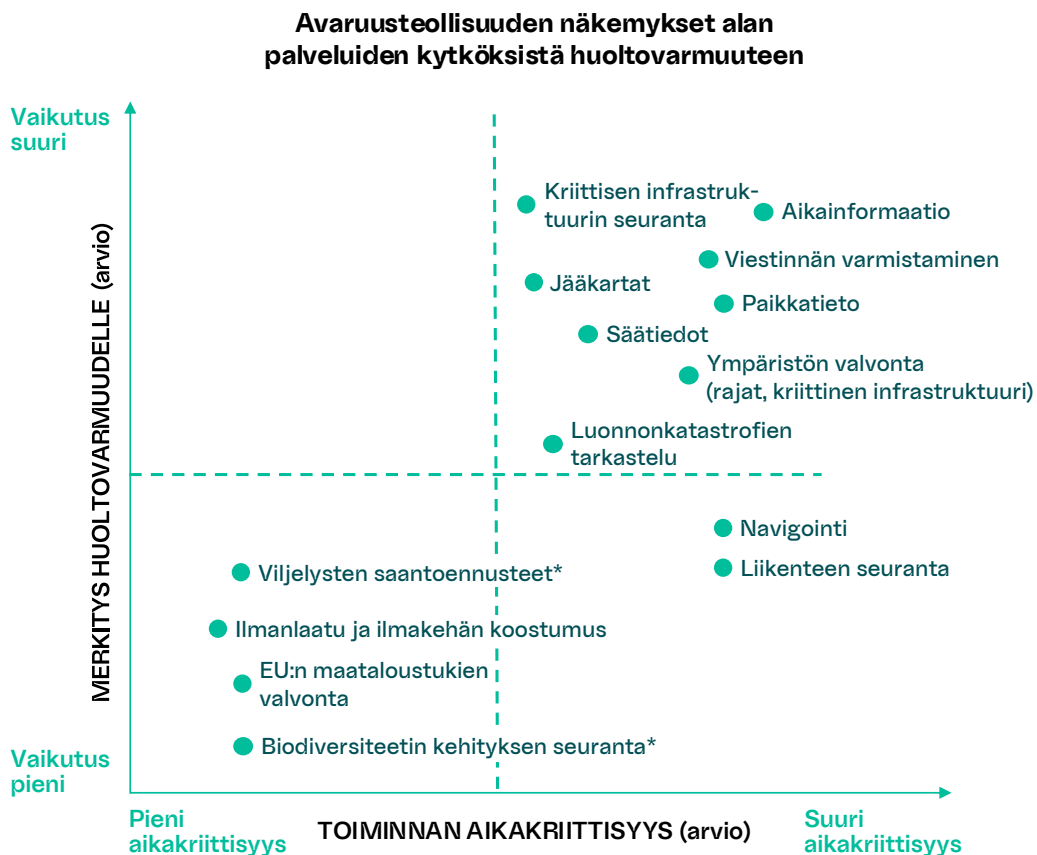 Avaruusteollisuuden näkemykset alan
palveluiden kytköksistä huoltovarmuuteen
Vaikutus
suuri
MERKITYS HUOLTOVARMUUDELLE (arvio)
Kriittisen infrastruk-
tuurin seuranta
Aikainformaatio
Viestinnän varmistaminen
Jääkartat
Paikkatieto
Säätiedot
Ympäristön valvonta
(rajat, kriittinen infrastruktuuri)
Luonnonkatastrofien
tarkastelu
Navigointi
Liikenteen seuranta
Viljelysten saantoennusteet*
Ilmanlaatu ja ilmakehän koostumus
EU:n maataloustukien
valvonta
Biodiversiteetin kehityksen seuranta*
Vaikutus
pieni
Pieni
aikakriittisyys
TOIMINNAN AIKAKRIITTISYYS (arvio)
Suuri
aikakriittisyys